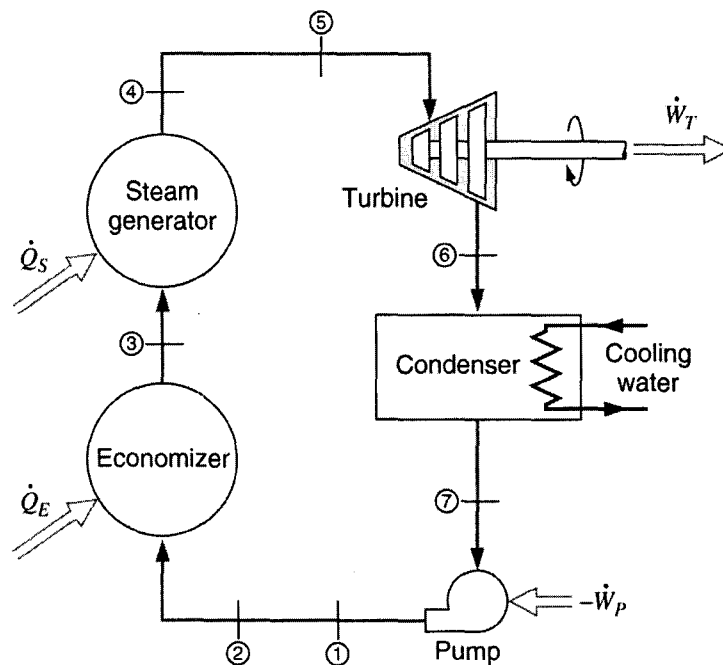 ⑤
④
Ẇ_T
Steam
generator
Turbine
Q̇_S
⑥
③
Condenser
Cooling
water
Economizer
Q̇_E
⑦
-Ẇ_P
②
①
Pump